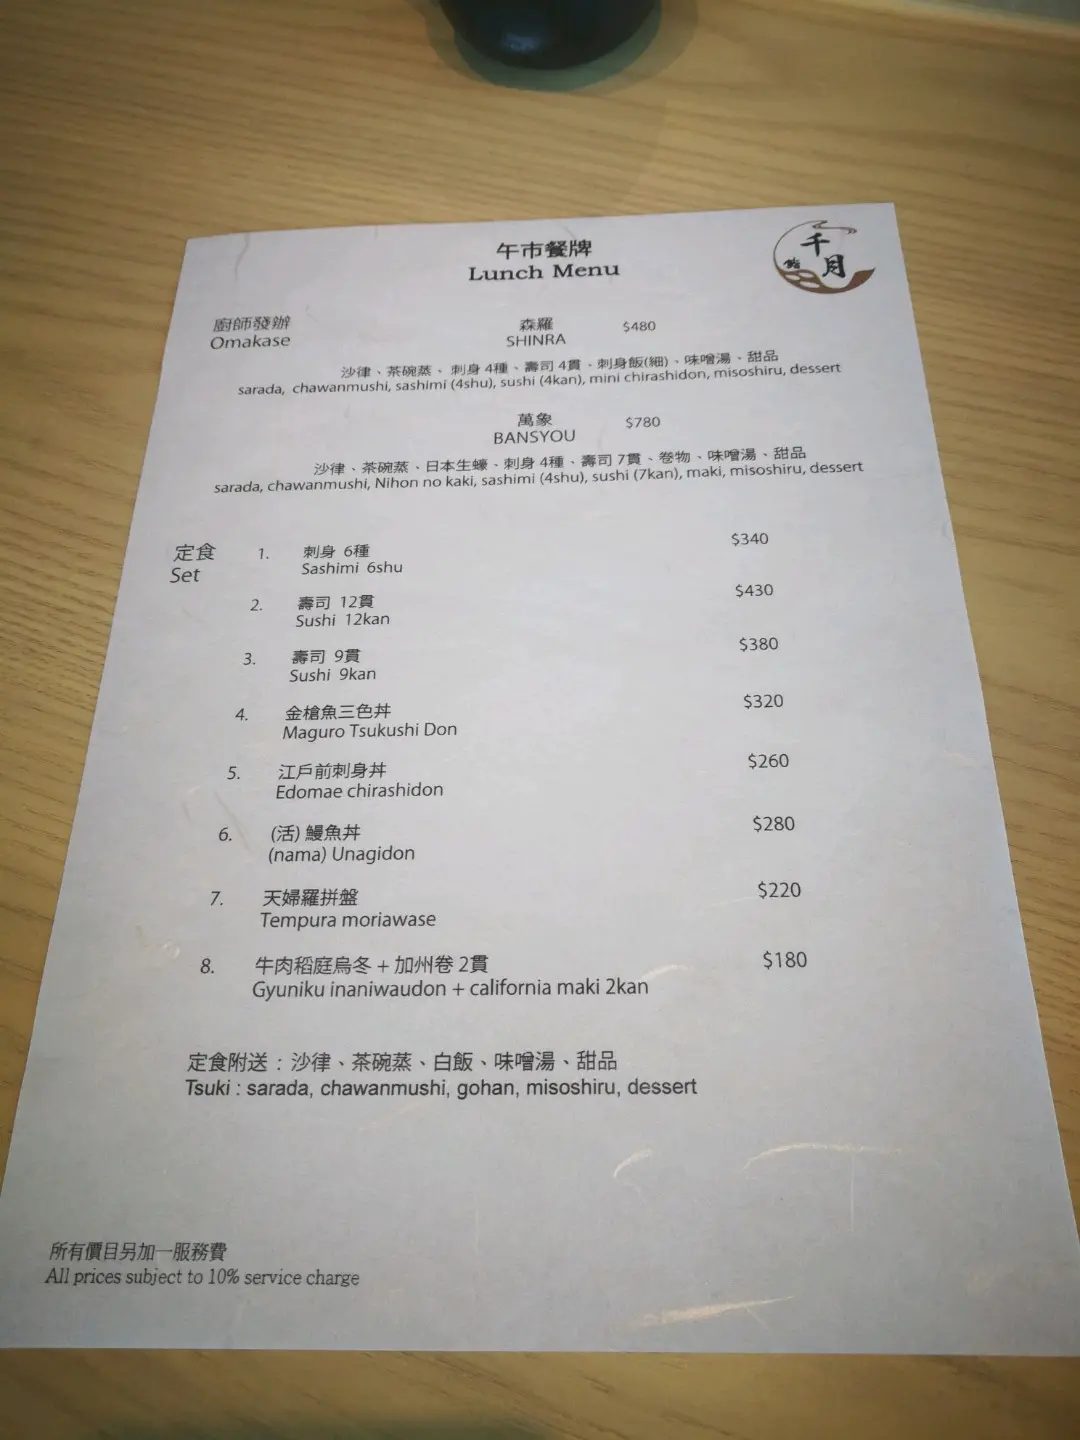 午市餐牌
Lunch Menu
千月
鮨
廚師發辦
Omakase
森羅 $480
SHINRA
沙律、茶碗蒸、刺身 4種、壽司 4貫、刺身飯(細)、味噌湯、甜品
sarada, chawanmushi, sashimi (4shu), sushi (4kan), mini chirashidon, misoshiru, dessert
萬象 $780
BANSYOU
沙律、茶碗蒸、日本生蠔、刺身 4種、壽司 7貫、卷物、味噌湯、甜品
sarada, chawanmushi, Nihon no kaki, sashimi (4shu), sushi (7kan), maki, misoshiru, dessert
定食
Set
1. 刺身 6種 $340
Sashimi 6shu
2. 壽司 12貫 $430
Sushi 12kan
3. 壽司 9貫 $380
Sushi 9kan
4. 金槍魚三色丼 $320
Maguro Tsukushi Don
5. 江戶前刺身丼 $260
Edomae chirashidon
6. (活) 鰻魚丼 $280
(nama) Unagidon
7. 天婦羅拼盤 $220
Tempura moriawase
8. 牛肉稻庭烏冬 + 加州卷 2貫 $180
Gyuniku inaniwaudon + california maki 2kan
定食附送 : 沙律、茶碗蒸、白飯、味噌湯、甜品
Tsuki : sarada, chawanmushi, gohan, misoshiru, dessert
所有價目另加一服務費
All prices subject to 10% service charge